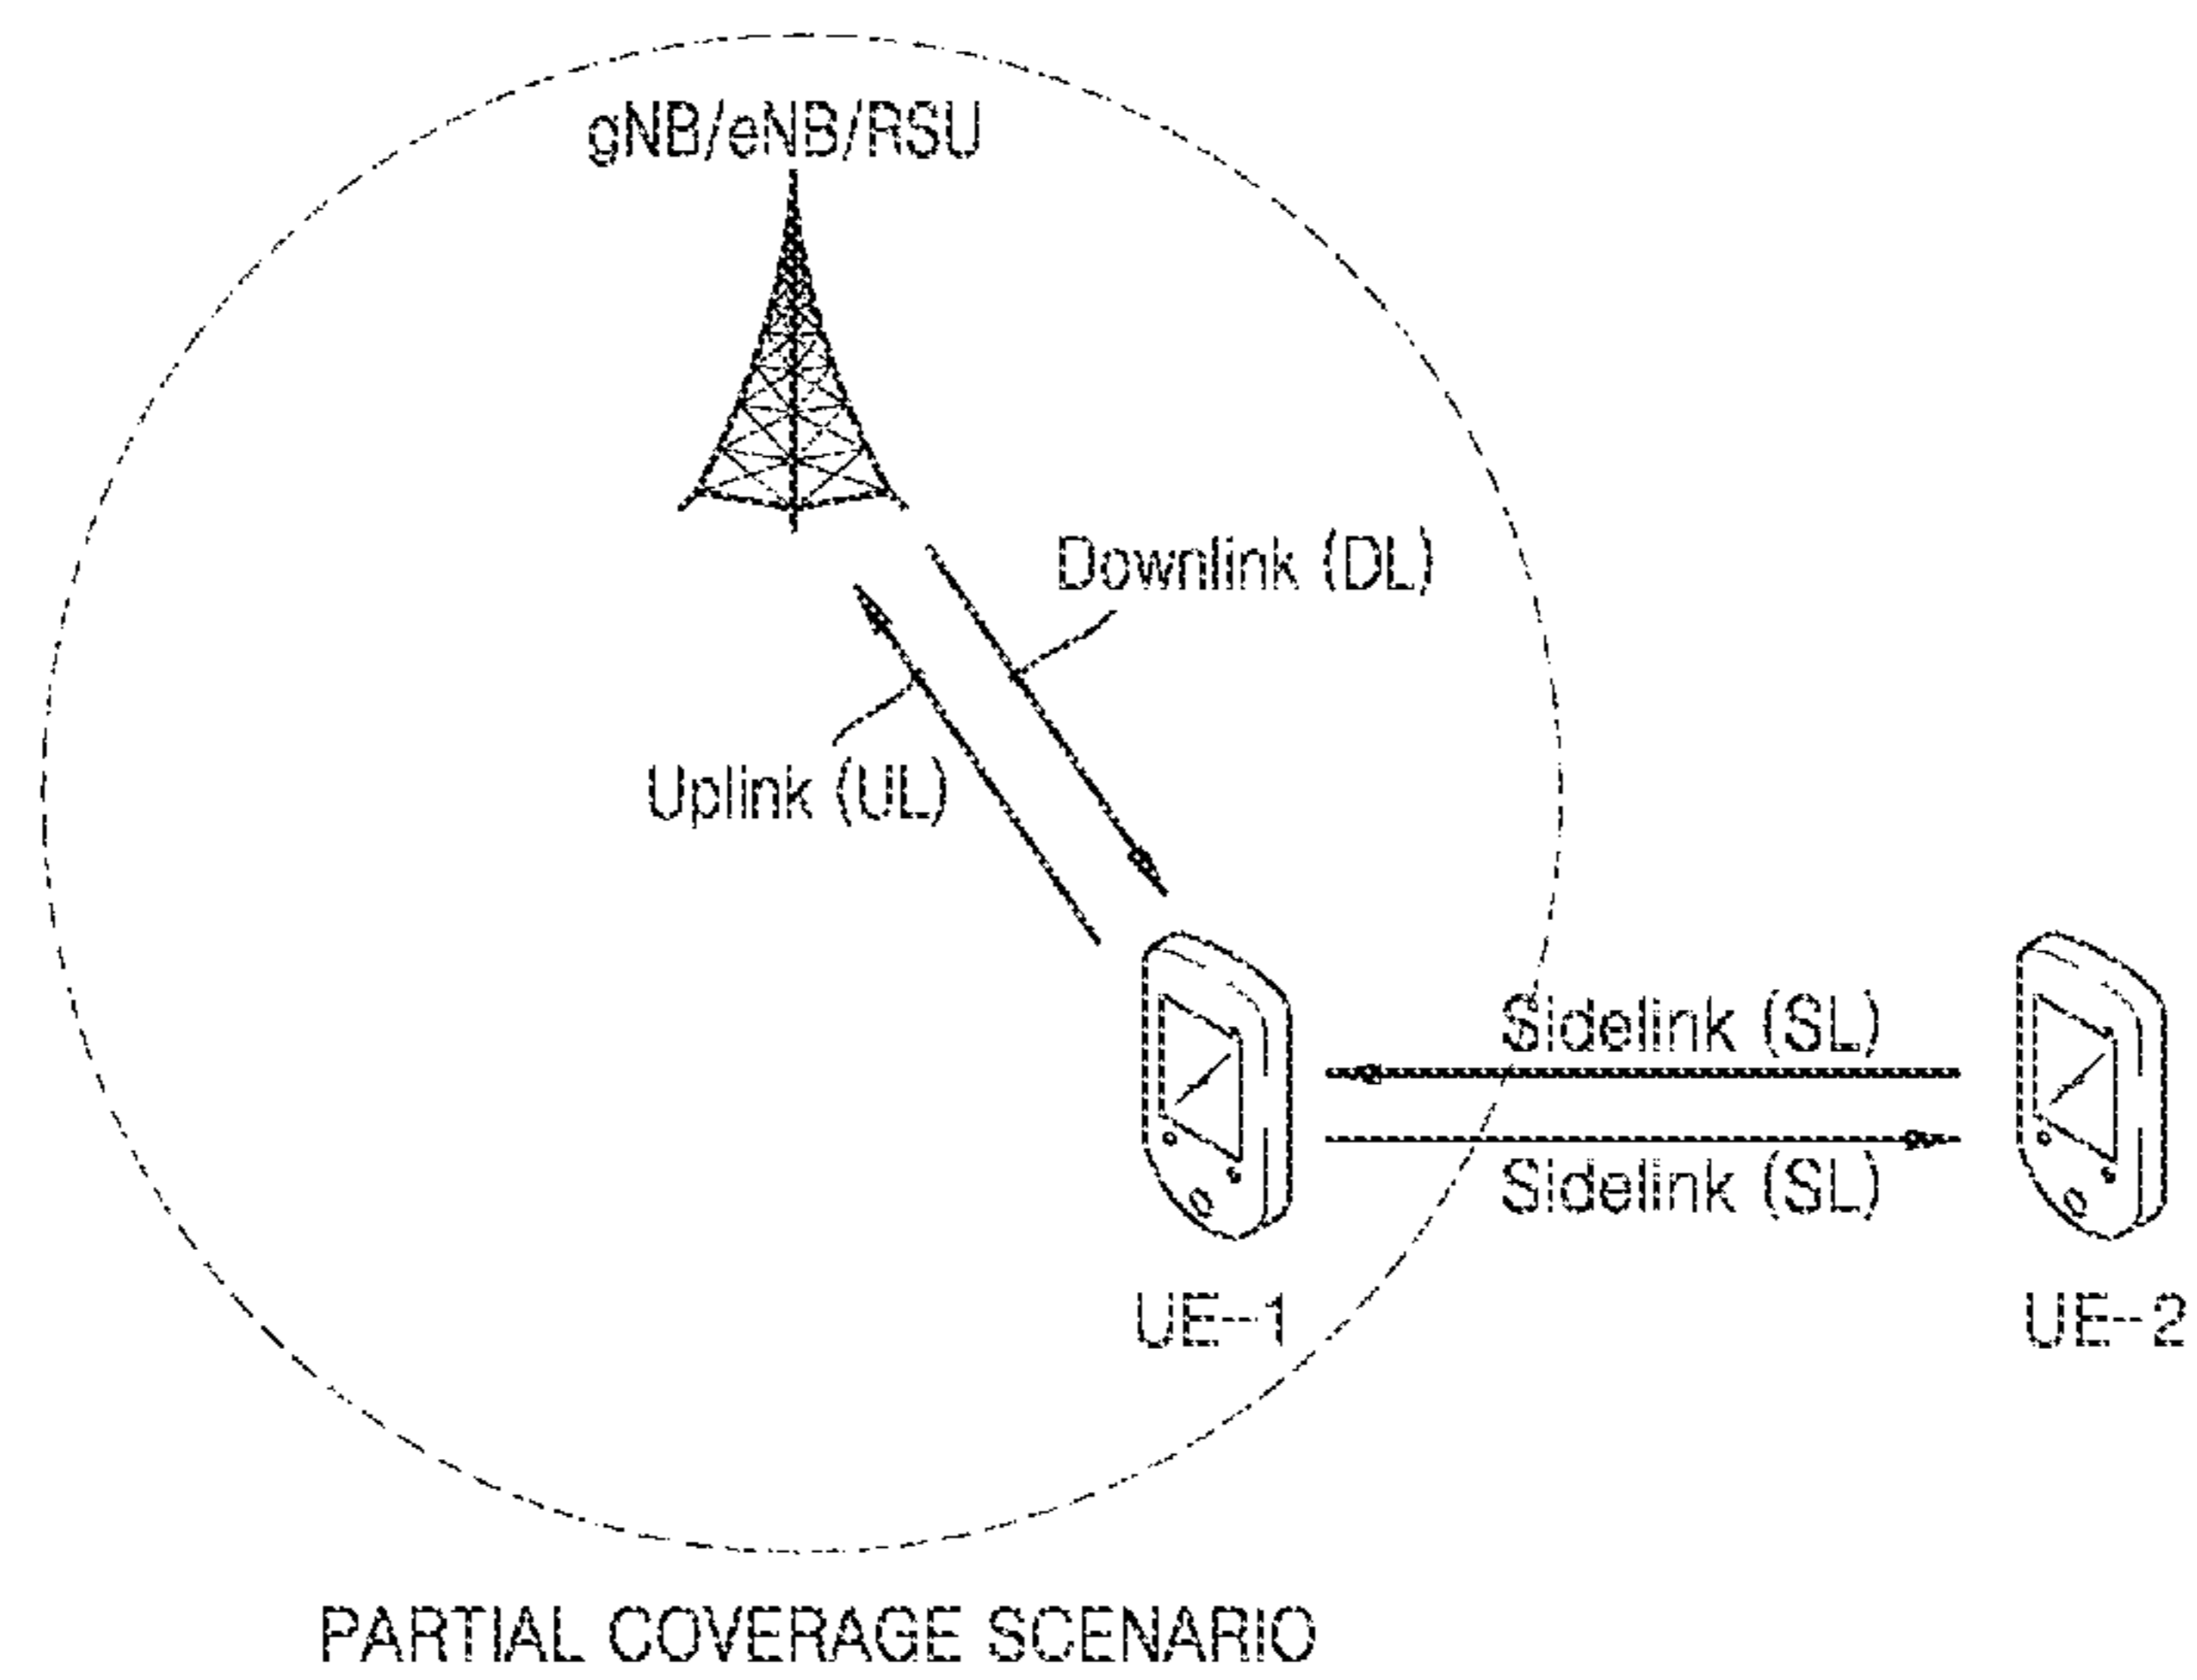 gNB/eNB/RSU
Downlink (DL)
Uplink (UL)
Sidelink (SL)
Sidelink (SL)
UE-1
UE-2
PARTIAL COVERAGE SCENARIO